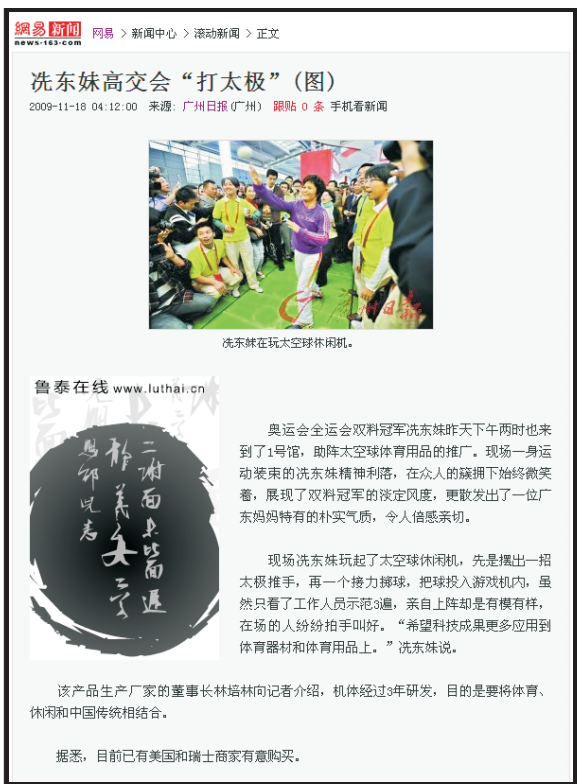 網易 新闻
news·163·com
网易 > 新闻中心 > 滚动新闻 > 正文
冼东妹高交会“打太极”(图)
2009-11-18 04:12:00 来源: 广州日报(广州) 跟贴 0 条 手机看新闻
广州日报
冼东妹在玩太空球休闲机。
鲁泰在线 www.luthai.cn
奥运会全运会双料冠军冼东妹昨天下午两时也来
到了1号馆，助阵太空球体育用品的推广。现场一身运
动装束的冼东妹精神利落，在众人的簇拥下始终微笑
着，展现了双料冠军的淡定风度，更散发出了一位广
东妈妈特有的朴实气质，令人倍感亲切。
现场冼东妹玩起了太空球休闲机，先是摆出一招
太极推手，再一个接力掷球，把球投入游戏机内，虽
然只看了工作人员示范3遍，亲自上阵却是有模有样，
在场的人纷纷拍手叫好。“希望科技成果更多应用到
体育器材和体育用品上。”冼东妹说。
该产品生产厂家的董事长林培林向记者介绍，机体经过3年研发，目的是要将体育、
休闲和中国传统相结合。
据悉，目前已有美国和瑞士商家有意购买。